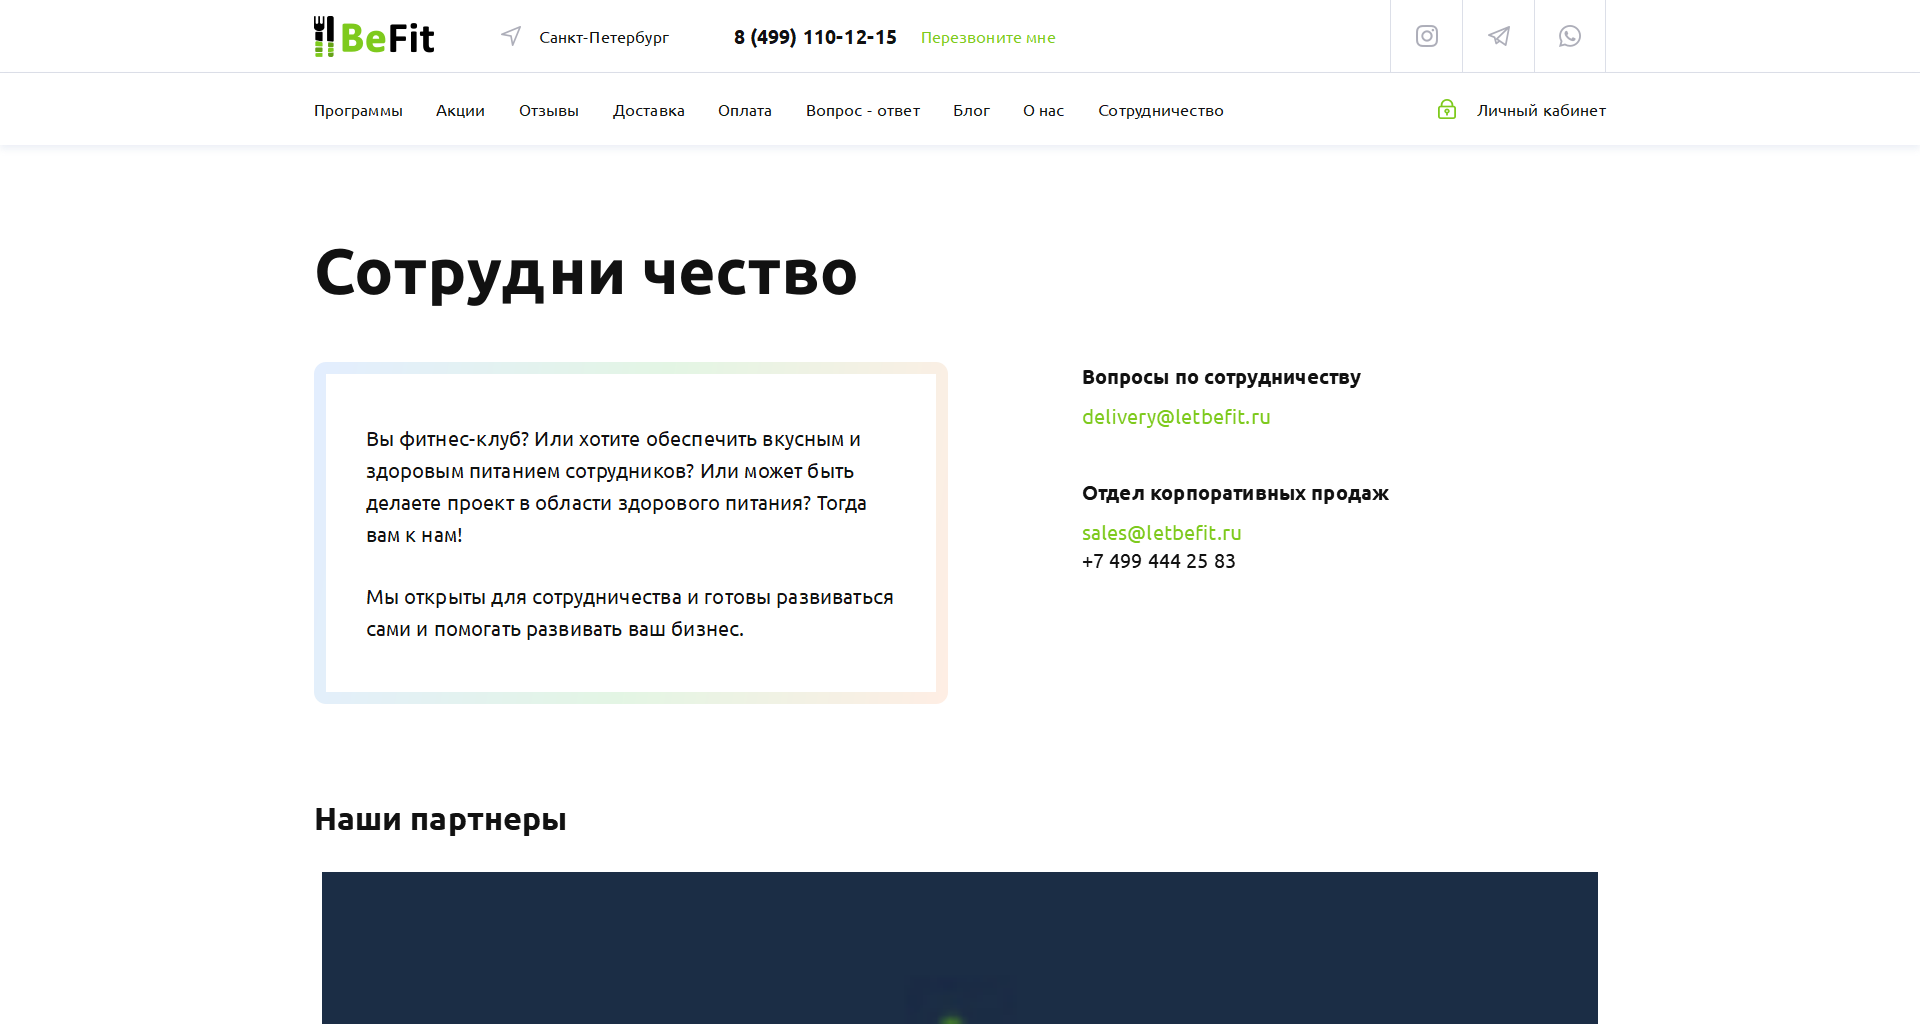 BeFit
Санкт-Петербург
8 (499) 110-12-15
Перезвоните мне
Программы
Акции
Отзывы
Доставка
Оплата
Вопрос - ответ
Блог
О нас
Сотрудничество
Личный кабинет
Сотрудни чество
Вы фитнес-клуб? Или хотите обеспечить вкусным и
здоровым питанием сотрудников? Или может быть
делаете проект в области здорового питания? Тогда
вам к нам!
Мы открыты для сотрудничества и готовы развиваться
сами и помогать развивать ваш бизнес.
Вопросы по сотрудничеству
delivery@letbefit.ru
Отдел корпоративных продаж
sales@letbefit.ru
+7 499 444 25 83
Наши партнеры